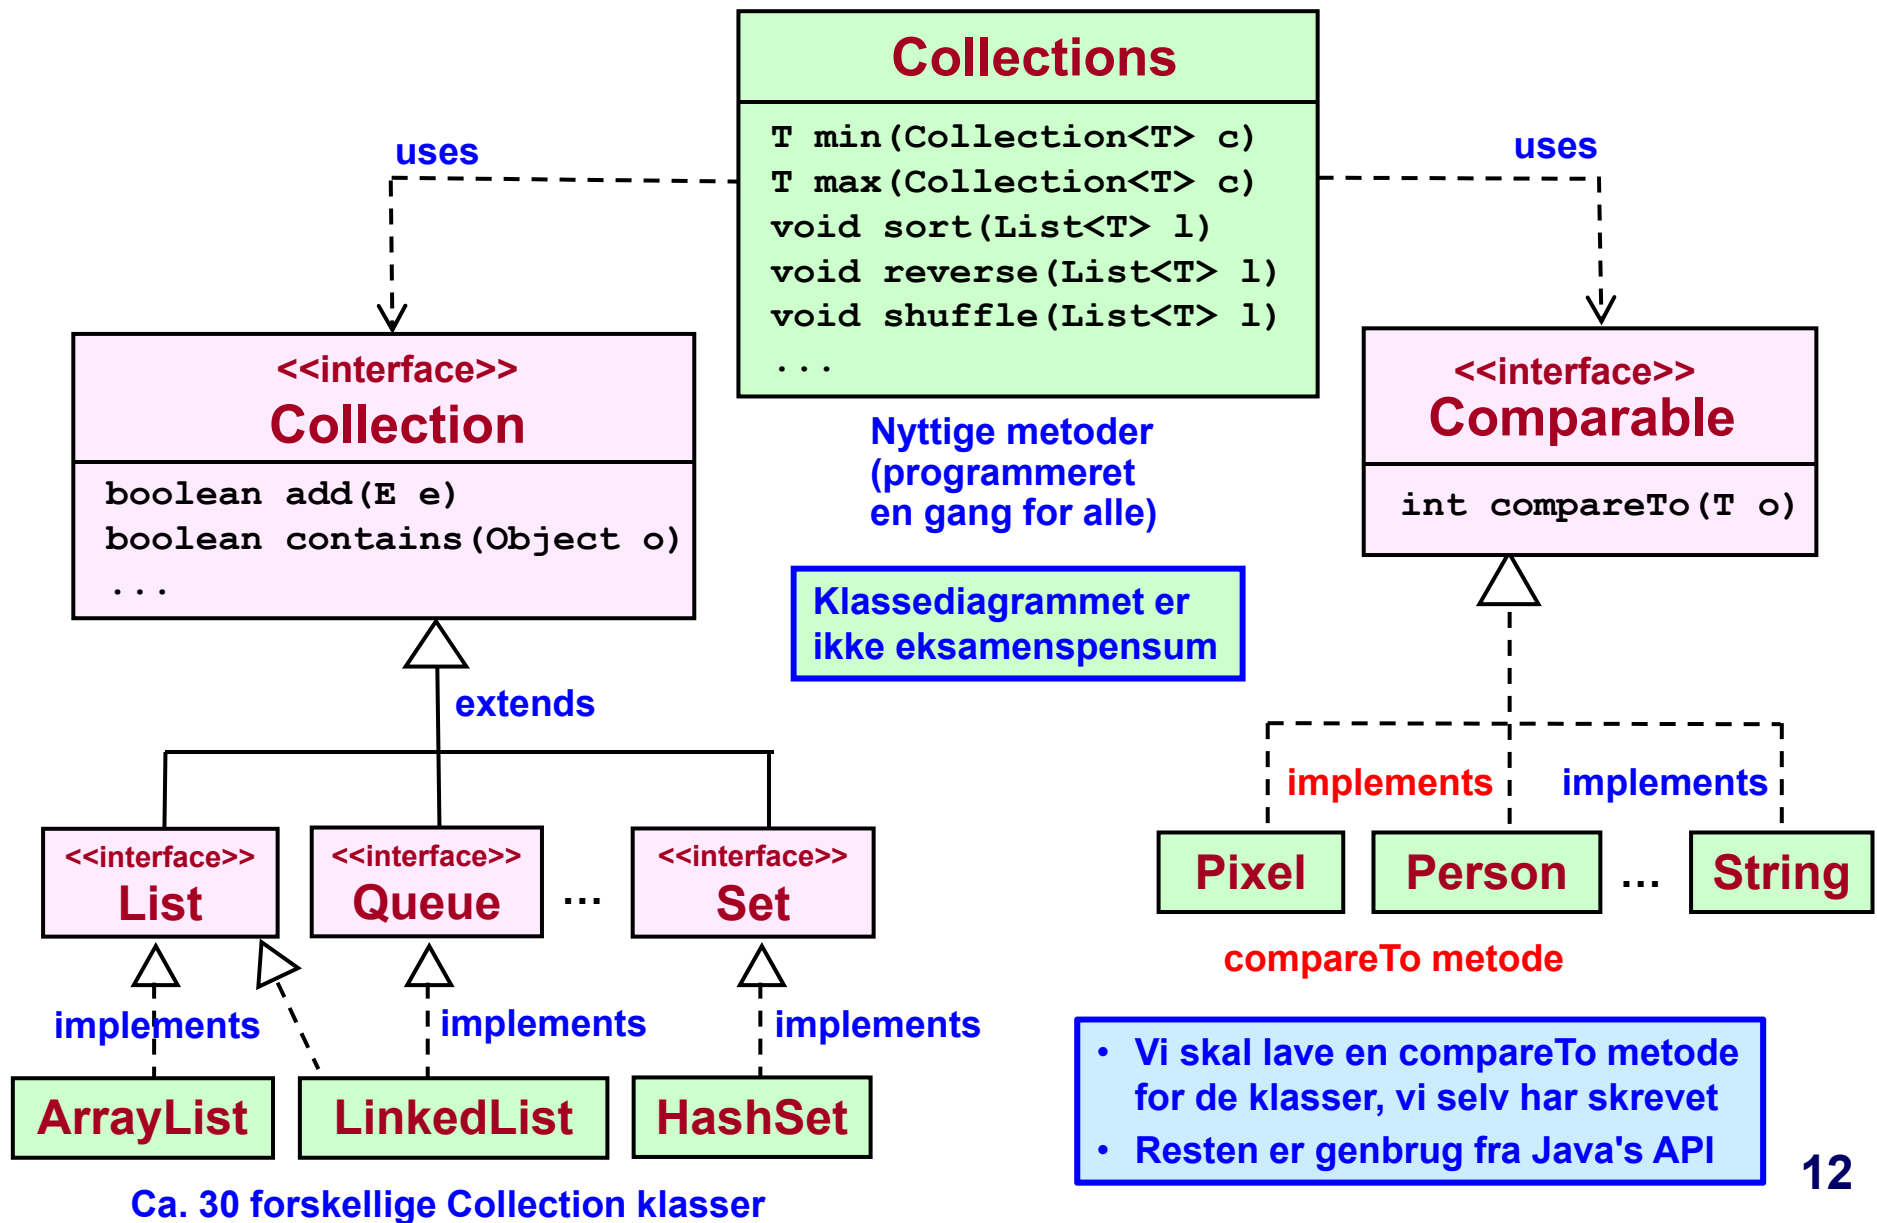 Collections
T min(Collection<T> c)
T max(Collection<T> c)
void sort(List<T> l)
void reverse(List<T> l)
void shuffle(List<T> l)
...
uses
uses
<<interface>>
Collection
boolean add(E e)
boolean contains(Object o)
...
Nyttige metoder
(programmeret
en gang for alle)
<<interface>>
Comparable
int compareTo(T o)
Klassediagrammet er
ikke eksamenspensum
extends
implements
implements
<<interface>>
List
<<interface>>
Queue
...
<<interface>>
Set
Pixel
Person
...
String
compareTo metode
implements
implements
implements
ArrayList
LinkedList
HashSet
• Vi skal lave en compareTo metode
for de klasser, vi selv har skrevet
• Resten er genbrug fra Java's API
Ca. 30 forskellige Collection klasser
12